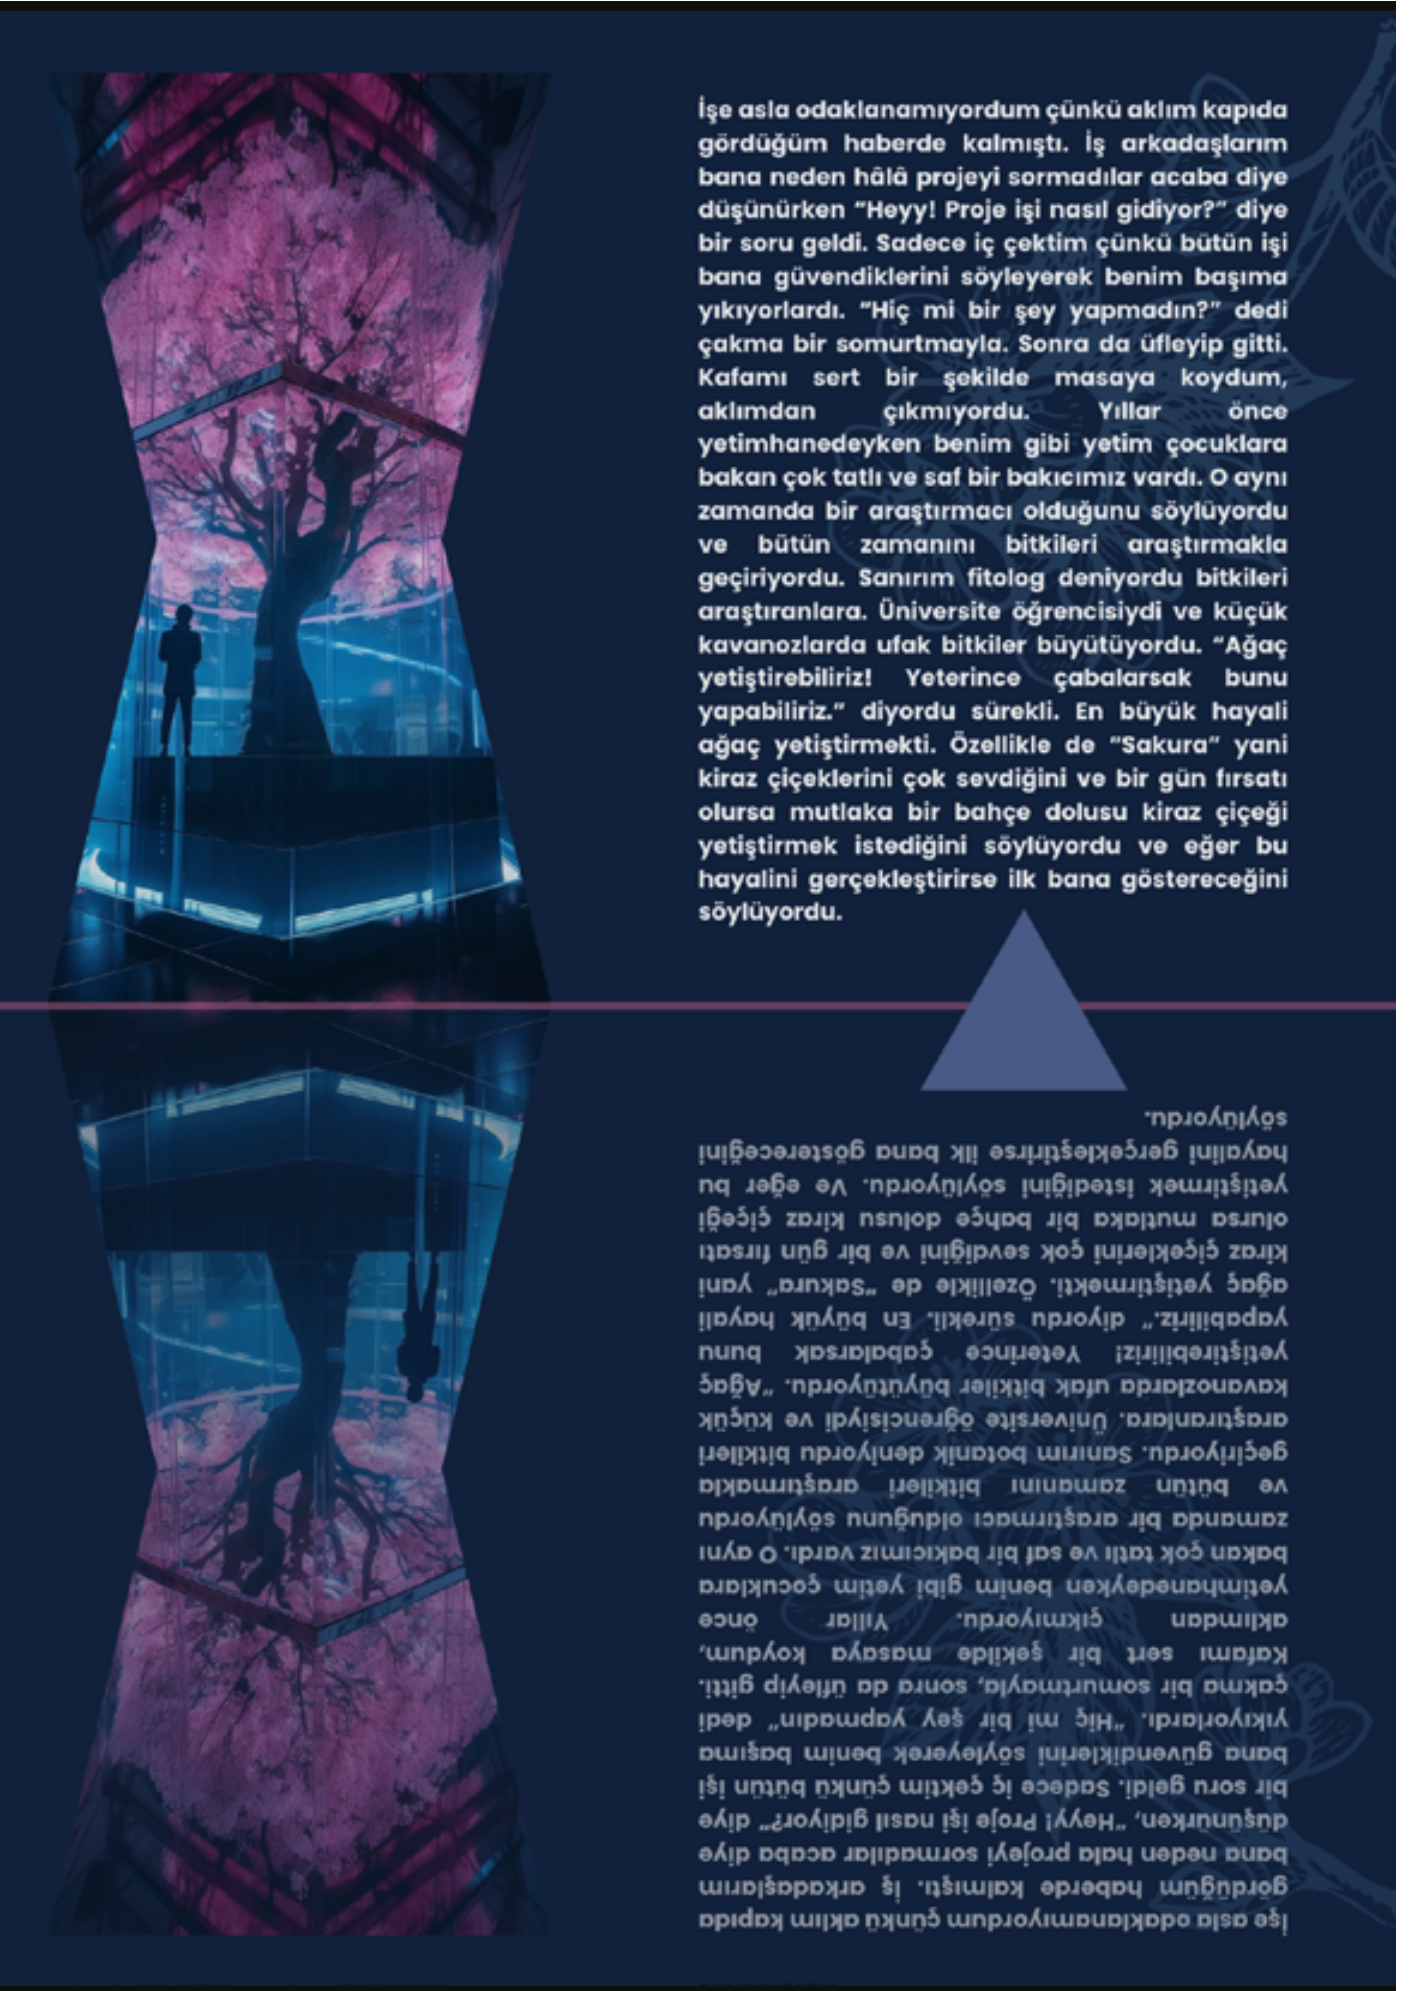 İşe asla odaklanamıyordum çünkü aklım kapıda
gördüğüm haberde kalmıştı. İş arkadaşlarım
bana neden hâlâ projeyi sormadılar acaba diye
düşünürken “Heyy! Proje işi nasıl gidiyor?” diye
bir soru geldi. Sadece iç çektim çünkü bütün işi
bana güvendiklerini söyleyerek benim başıma
yıkıyorlardı. “Hiç mi bir şey yapmadın?” dedi
çakma bir somurtmayla. Sonra da üfleyip gitti.
Kafamı sert bir şekilde masaya koydum,
aklımdan çıkmıyordu. Yıllar önce
yetimhanedeyken benim gibi yetim çocuklara
bakan çok tatlı ve saf bir bakıcımız vardı. O aynı
zamanda bir araştırmacı olduğunu söylüyordu
ve bütün zamanını bitkileri araştırmakla
geçiriyordu. Sanırım fitolog deniyordu bitkileri
araştıranlara. Üniversite öğrencisiydi ve küçük
kavanozlarda ufak bitkiler büyütüyordu. “Ağaç
yetiştirebiliriz! Yeterince çabalarsak bunu
yapabiliriz.” diyordu sürekli. En büyük hayali
ağaç yetiştirmekti. Özellikle de “Sakura” yani
kiraz çiçeklerini çok sevdiğini ve bir gün fırsatı
olursa mutlaka bir bahçe dolusu kiraz çiçeği
yetiştirmek istediğini söylüyordu ve eğer bu
hayalini gerçekleştirirse ilk bana göstereceğini
söylüyordu.
İşe asla odaklanamıyordum çünkü aklım kapıda
gördüğüm haberde kalmıştı. İş arkadaşlarım
bana neden hala projeyi sormadılar acaba diye
düşünürken, “Heyy! Proje işi nasıl gidiyor?” diye
bir soru geldi. Sadece iç çektim çünkü bütün işi
bana güvendiklerini söyleyerek benim başıma
yıkıyorlardı. “Hiç mi bir şey yapmadın” dedi
çakma bir somurtmayla, sonra da üfleyip gitti.
Kafamı sert bir şekilde masaya koydum,
aklımdan çıkmıyordu. Yıllar önce
yetimhanedeyken benim gibi yetim çocuklara
bakan çok tatlı ve saf bir bakıcımız vardı. O aynı
zamanda bir araştırmacı olduğunu söylüyordu
ve bütün zamanını bitkileri araştırmakla
geçiriyordu. Sanırım botanik deniyordu bitkileri
araştıranlara. Üniversite öğrencisiydi ve küçük
kavanozlarda ufak bitkiler büyütüyordu. “Ağaç
yetiştirebiliriz! Yeterince çabalarsak bunu
yapabiliriz.” diyordu sürekli. En büyük hayali
ağaç yetiştirmekti. Özellikle de “Sakura” yani
kiraz çiçeklerini çok sevdiğini ve bir gün fırsatı
olursa mutlaka bir bahçe dolusu kiraz çiçeği
yetiştirmek istediğini söylüyordu. Ve eğer bu
hayalini gerçekleştirirse ilk bana göstereceğini
söylüyordu.